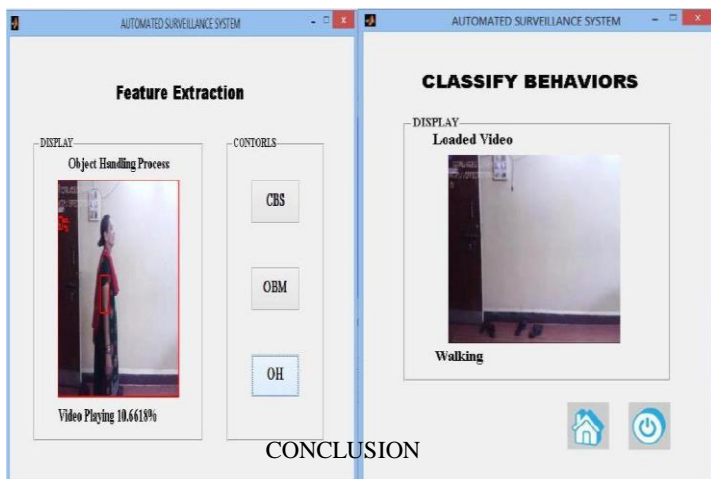 AUTOMATED SURVEILLANCE SYSTEM
Feature Extraction
DISPLAY
Object Handling Process
Video Playing 10.6618%
CONTORLS
CBS
OBM
OH
AUTOMATED SURVEILLANCE SYSTEM
CLASSIFY BEHAVIORS
DISPLAY
Loaded Video
Walking
CONCLUSION